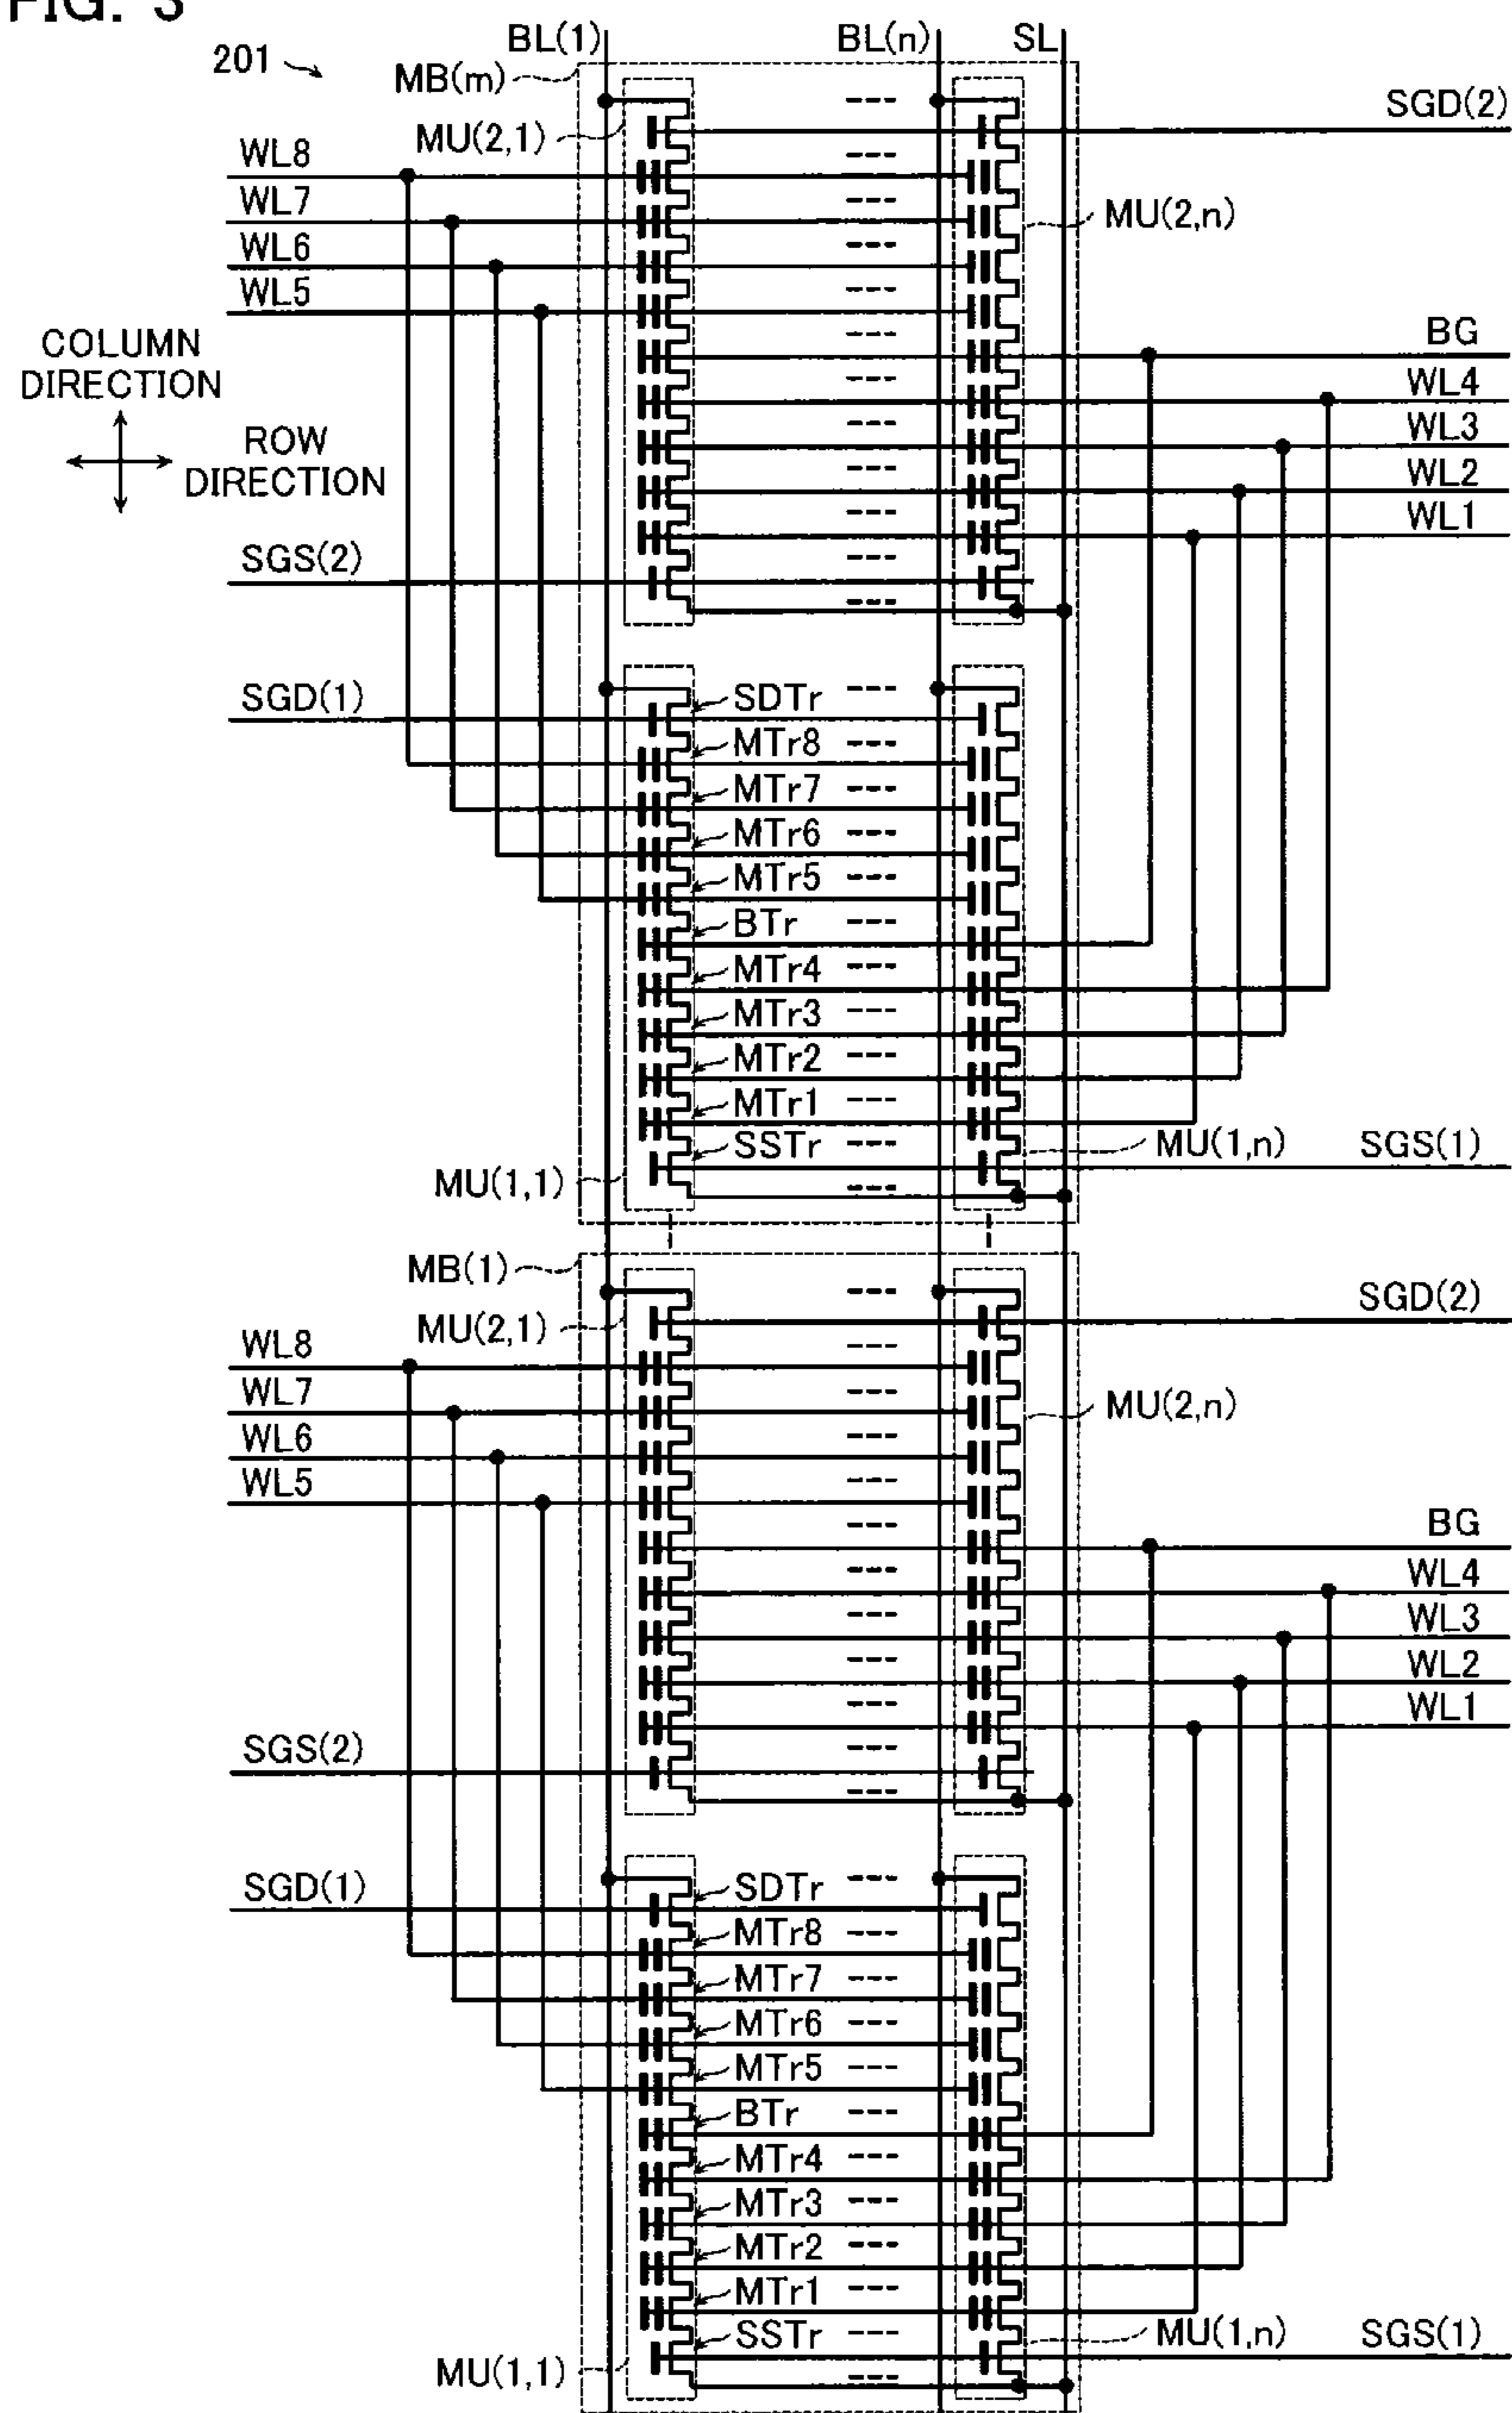 FIG. 3
201
BL(1)
BL(n)
SL
MB(m)
SGD(2)
MU(2,1)
WL8
WL7
MU(2,n)
WL6
WL5
BG
COLUMN
DIRECTION
WL4
ROW
DIRECTION
WL3
WL2
WL1
SGS(2)
SGD(1)
SDTr
MTr8
MTr7
MTr6
MTr5
BTr
MTr4
MTr3
MTr2
MTr1
SSTr
MU(1,n)
SGS(1)
MU(1,1)
MB(1)
SGD(2)
MU(2,1)
WL8
WL7
MU(2,n)
WL6
WL5
BG
WL4
WL3
WL2
WL1
SGS(2)
SGD(1)
SDTr
MTr8
MTr7
MTr6
MTr5
BTr
MTr4
MTr3
MTr2
MTr1
SSTr
MU(1,n)
SGS(1)
MU(1,1)